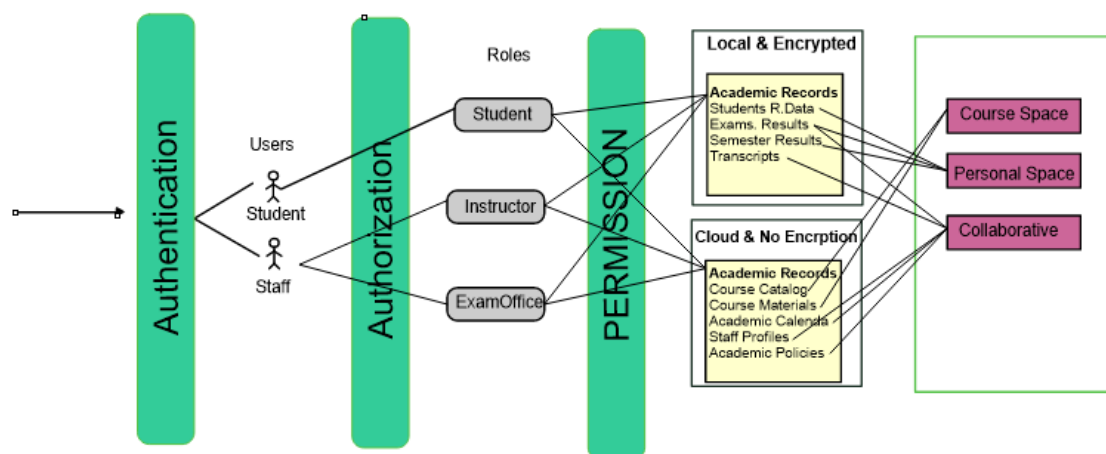 Authentication
Users
Student
Staff
Authorization
Roles
Student
Instructor
ExamOffice
PERMISSION
Local & Encrypted
Academic Records
Students R.Data
Exams. Results
Semester Results
Transcripts
Cloud & No Encrption
Academic Records
Course Catalog
Course Materials
Academic Calenda
Staff Profiles
Academic Policies
Course Space
Personal Space
Collaborative